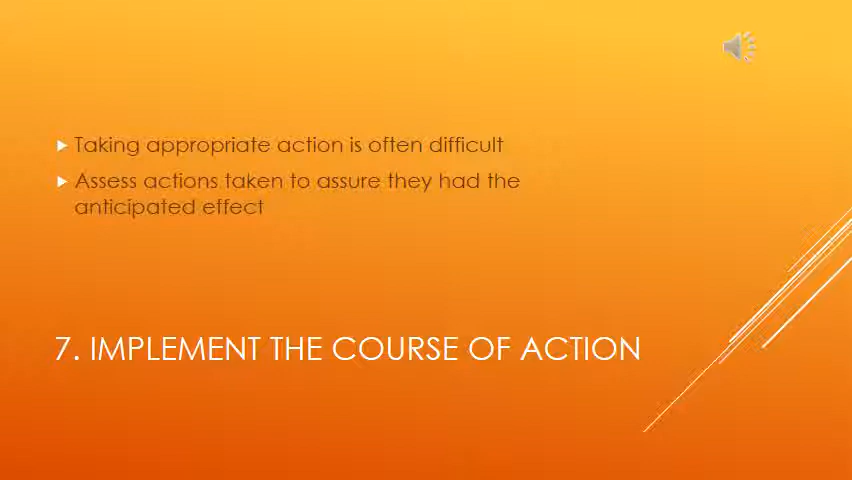 Taking appropriate action is often difficult
Assess actions taken to assure they had the
anticipated effect
7. IMPLEMENT THE COURSE OF ACTION